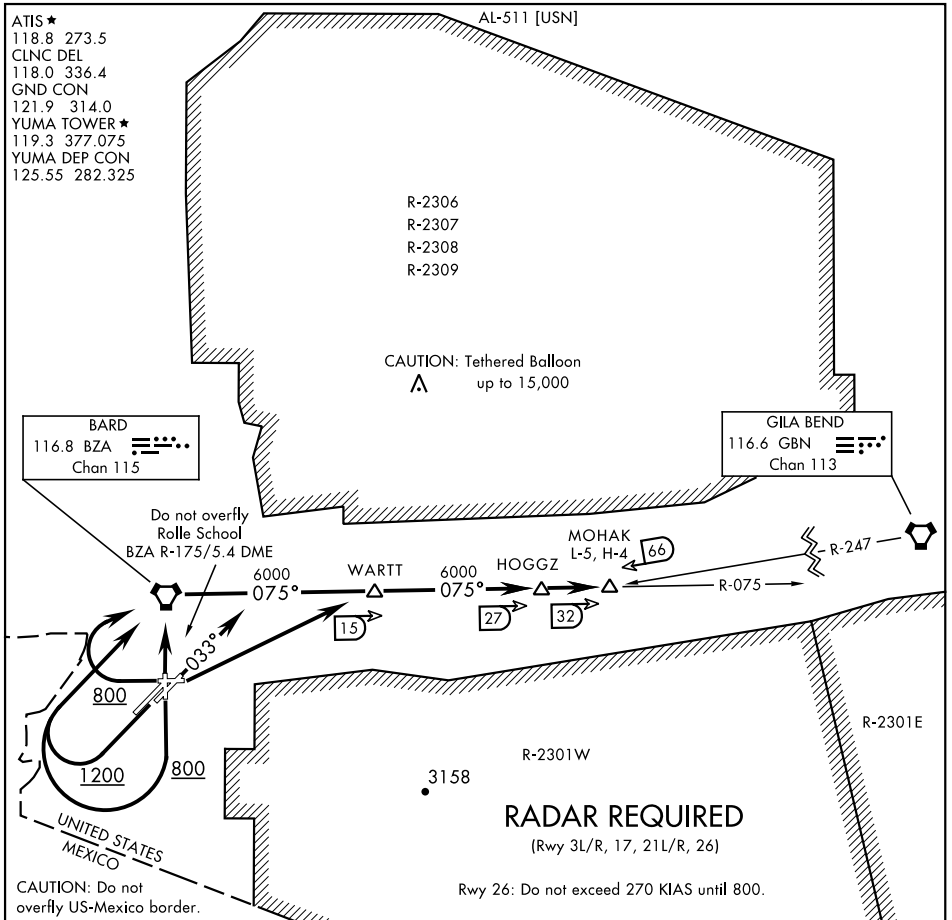 ATIS ★
118.8 273.5
CLNC DEL
118.0 336.4
GND CON
121.9 314.0
YUMA TOWER ★
119.3 377.075
YUMA DEP CON
125.55 282.325
AL-511 [USN]
R-2306
R-2307
R-2308
R-2309
CAUTION: Tethered Balloon
up to 15,000
BARD
116.8 BZA
Chan 115
GILA BEND
116.6 GBN
Chan 113
Do not overfly
Rolle School
BZA R-175/5.4 DME
MOHAK
L-5, H-4
66
R-247
HOGGZ
WARTT
6000
075°
6000
075°
R-075
15
27
32
033°
800
1200
800
R-2301E
R-2301W
3158
RADAR REQUIRED
(Rwy 3L/R, 17, 21L/R, 26)
UNITED STATES
MEXICO
CAUTION: Do not
overfly US-Mexico border.
Rwy 26: Do not exceed 270 KIAS until 800.